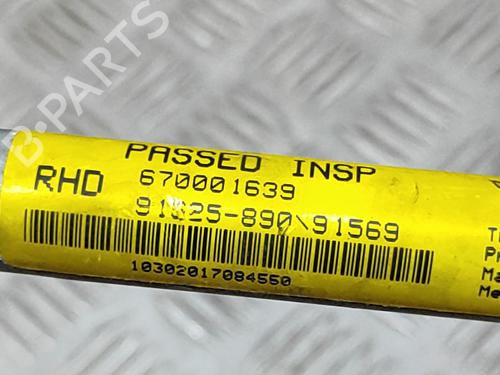 B-PARTS
PASSED INSP
RHD 670001639
91825-890\91569
10302017084550